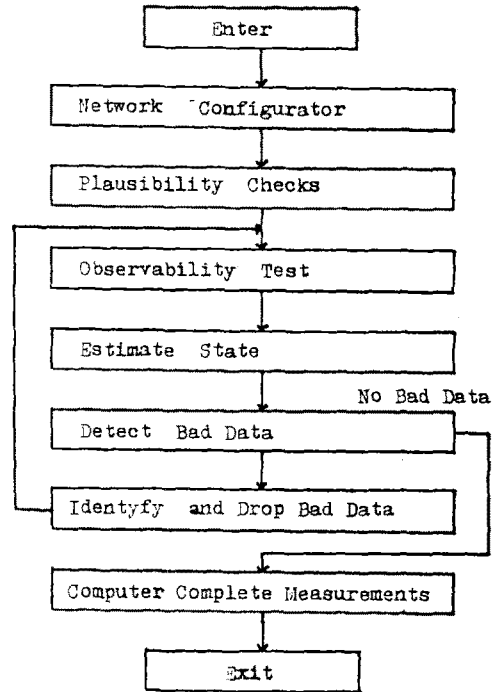 Enter
Network Configurator
Plausibility Checks
Observability Test
Estimate State
No Bad Data
Detect Bad Data
Identyfy and Drop Bad Data
Computer Complete Measurements
Exit